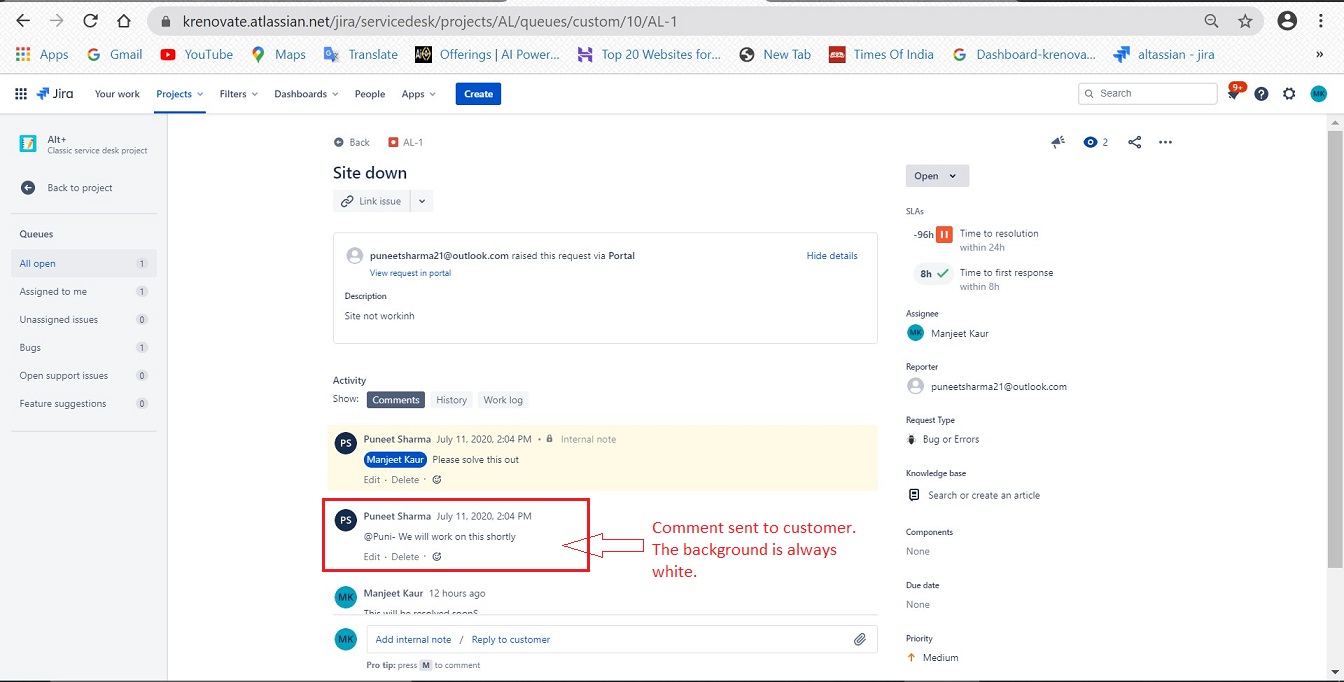 krenovate.atlassian.net/jira/servicedesk/projects/AL/queues/custom/10/AL-1
Apps Gmail YouTube Maps Translate Offerings | AI Power... Top 20 Websites for... New Tab Times Of India Dashboard-krenova... altassian - jira »
Jira Your work Projects Filters Dashboards People Apps Create Search 9+ MK
Alt+
Classic service desk project
Back to project
Queues
All open 1
Assigned to me 1
Unassigned issues 0
Bugs 1
Open support issues 0
Feature suggestions 0
Back AL-1 2
Site down
Link issue
puneetsharma21@outlook.com raised this request via Portal Hide details
View request in portal
Description
Site not workinh
Activity
Show: Comments History Work log
PS Puneet Sharma July 11, 2020, 2:04 PM • Internal note
Manjeet Kaur Please solve this out
Edit · Delete ·
PS Puneet Sharma July 11, 2020, 2:04 PM
@Puni- We will work on this shortly
Edit · Delete ·
Comment sent to customer.
The background is always
white.
MK Manjeet Kaur 12 hours ago
This will be resolved soonS
MK Add internal note / Reply to customer
Pro tip: press M to comment
Open
SLAs
-96h Time to resolution
within 24h
8h Time to first response
within 8h
Assignee
MK Manjeet Kaur
Reporter
puneetsharma21@outlook.com
Request Type
Bug or Errors
Knowledge base
Search or create an article
Components
None
Due date
None
Priority
Medium